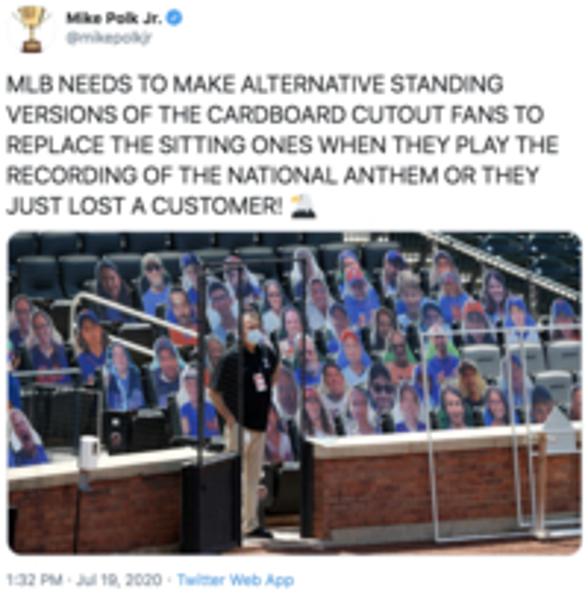 Mike Polk Jr.
@mikepolkjr
MLB NEEDS TO MAKE ALTERNATIVE STANDING
VERSIONS OF THE CARDBOARD CUTOUT FANS TO
REPLACE THE SITTING ONES WHEN THEY PLAY THE
RECORDING OF THE NATIONAL ANTHEM OR THEY
JUST LOST A CUSTOMER!
1:32 PM · Jul 19, 2020 · Twitter Web App